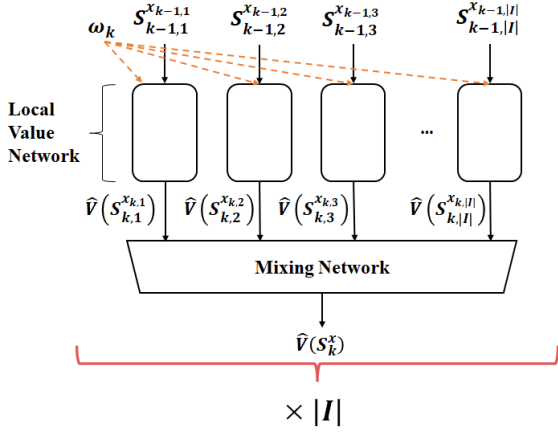 ω_k S_{k-1,1}^{x_{k-1,1}} S_{k-1,2}^{x_{k-1,2}} S_{k-1,3}^{x_{k-1,3}} S_{k-1,|I|}^{x_{k-1,|I|}}
Local
Value
Network
...
V̂(S_{k,1}^{x_{k,1}}) V̂(S_{k,2}^{x_{k,2}}) V̂(S_{k,3}^{x_{k,3}}) V̂(S_{k,|I|}^{x_{k,|I|}})
Mixing Network
V̂(S_k^x)
× |I|